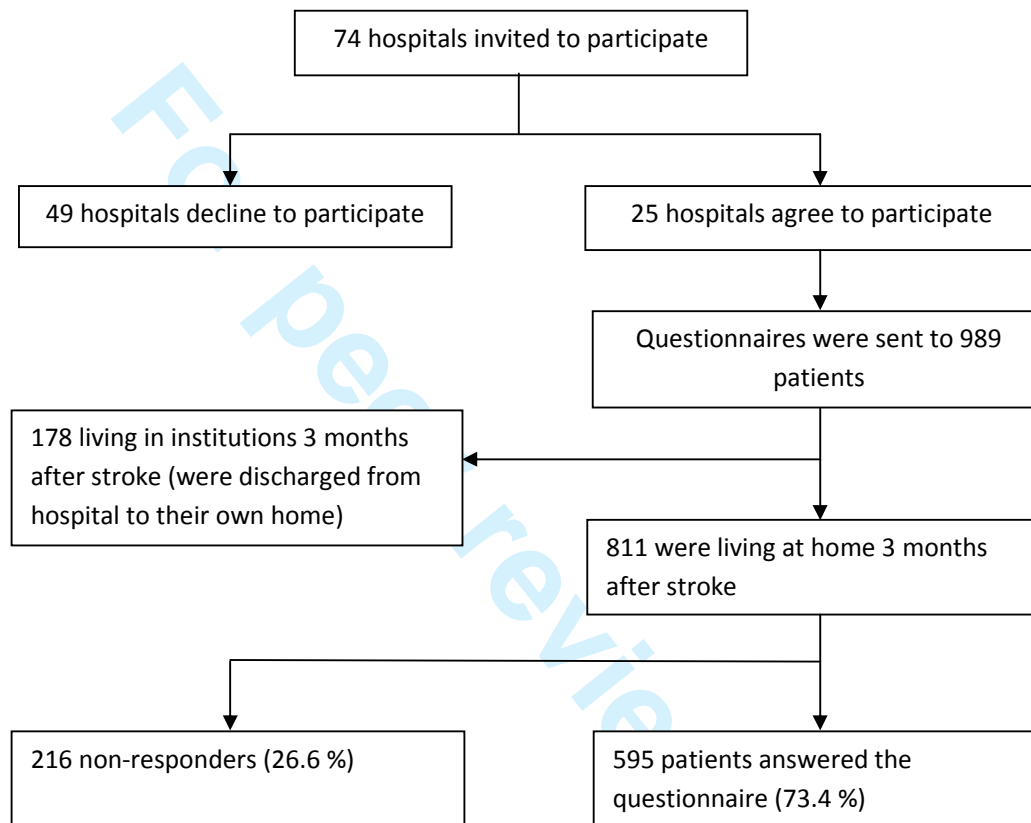 74 hospitals invited to participate
49 hospitals decline to participate
25 hospitals agree to participate
Questionnaires were sent to 989
patients
178 living in institutions 3 months
after stroke (were discharged from
hospital to their own home)
811 were living at home 3 months
after stroke
216 non-responders (26.6 %)
595 patients answered the
questionnaire (73.4 %)